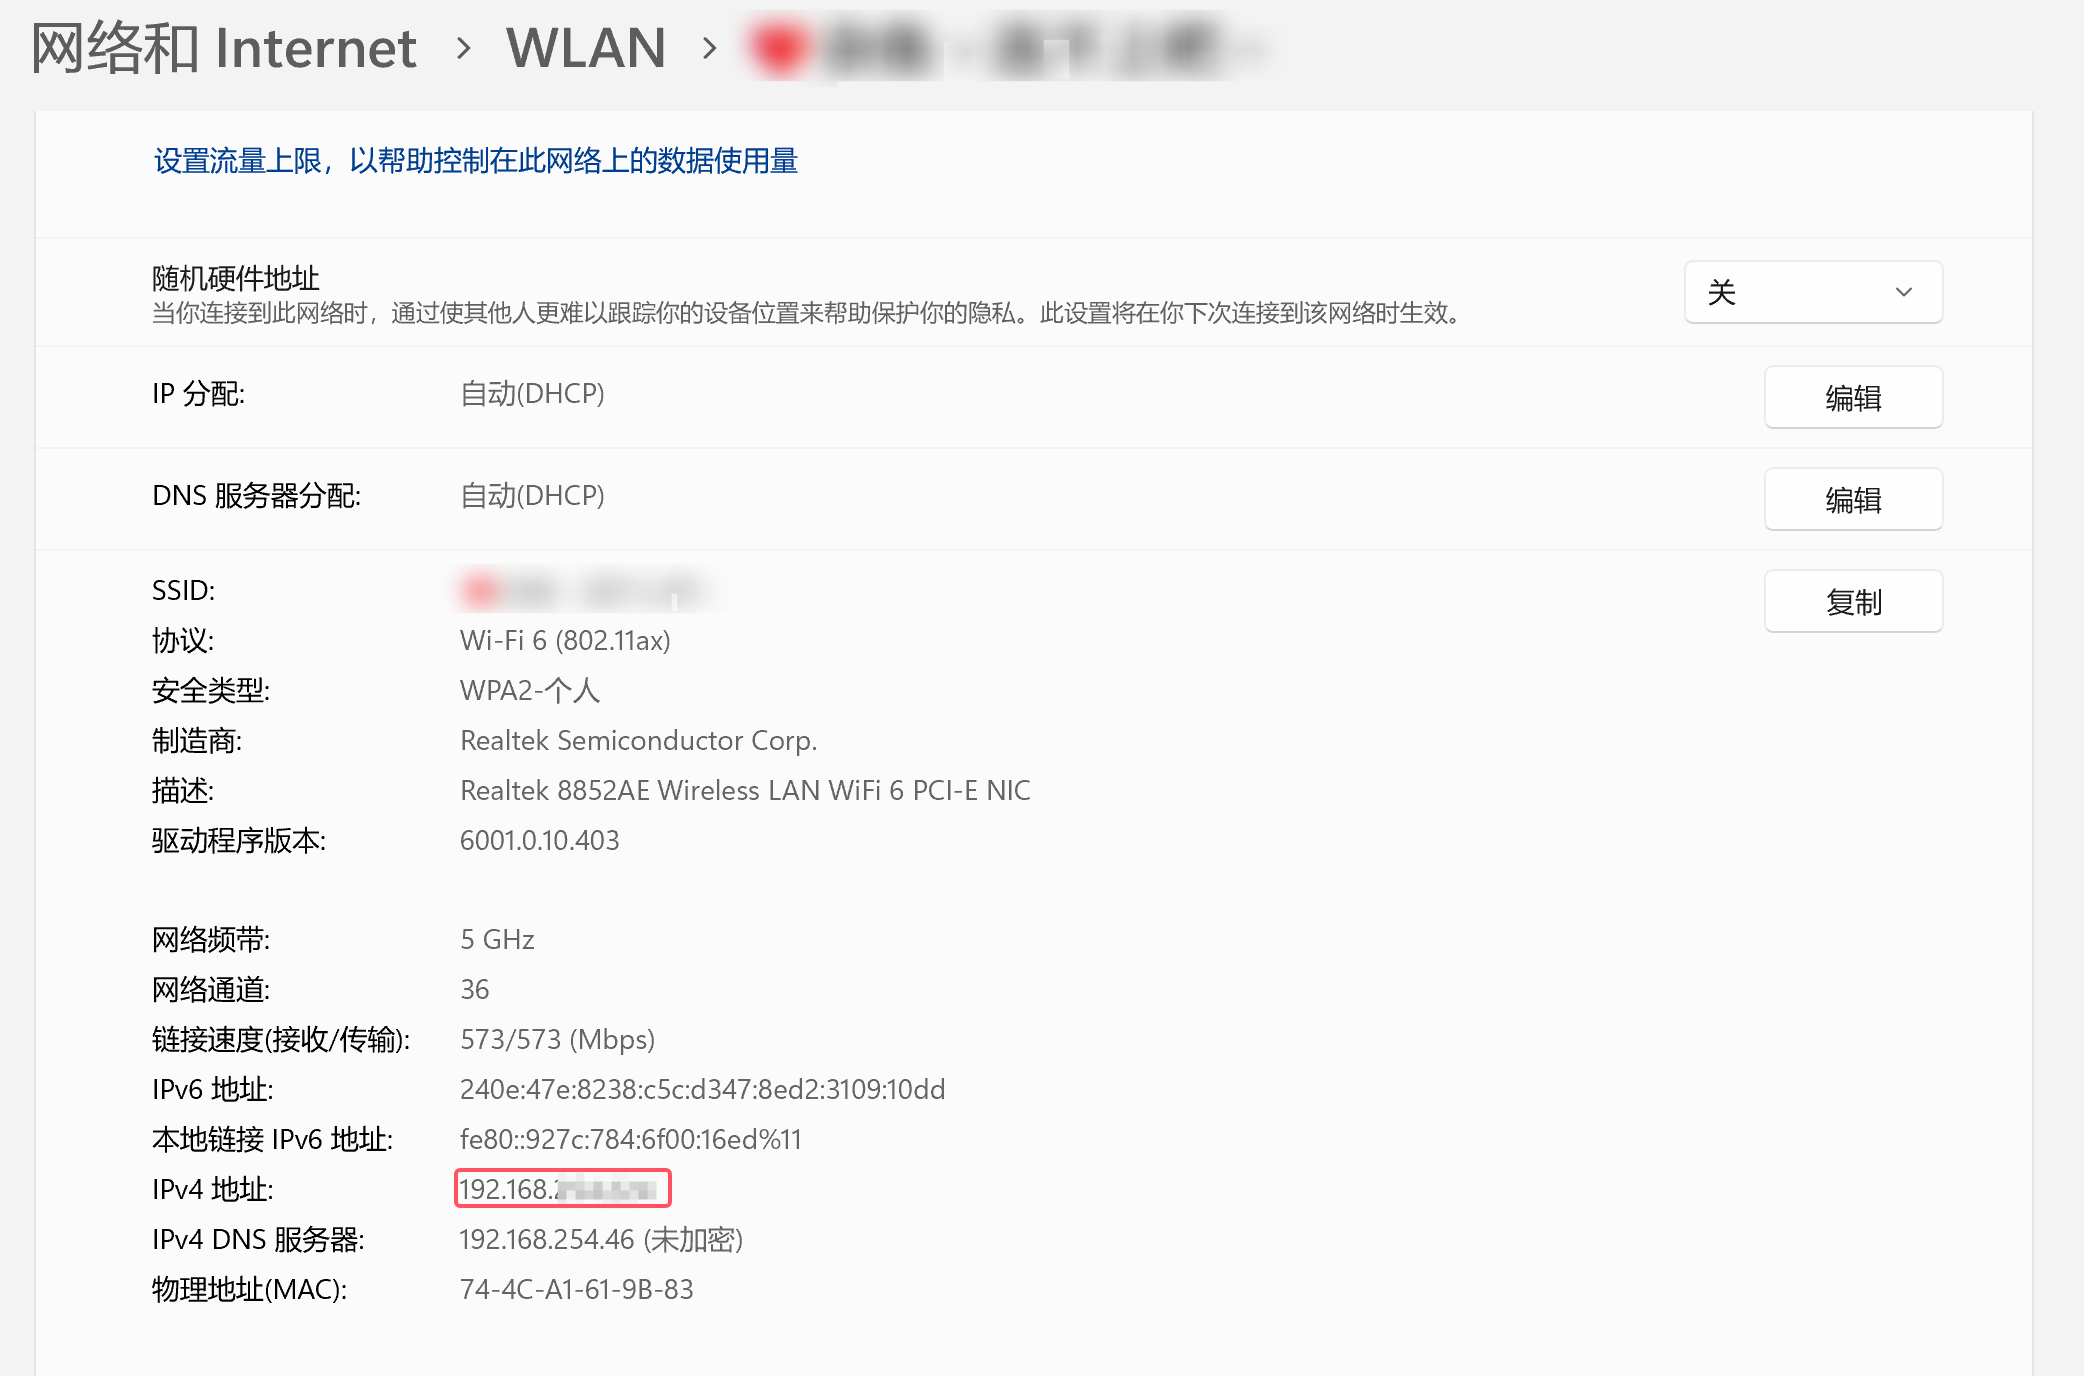 网络和 Internet > WLAN >
设置流量上限，以帮助控制在此网络上的数据使用量
随机硬件地址
当你连接到此网络时，通过使其他人更难以跟踪你的设备位置来帮助保护你的隐私。此设置将在你下次连接到该网络时生效。
关
IP 分配: 自动(DHCP) 编辑
DNS 服务器分配: 自动(DHCP) 编辑
SSID: 复制
协议: Wi-Fi 6 (802.11ax)
安全类型: WPA2-个人
制造商: Realtek Semiconductor Corp.
描述: Realtek 8852AE Wireless LAN WiFi 6 PCI-E NIC
驱动程序版本: 6001.0.10.403
网络频带: 5 GHz
网络通道: 36
链接速度(接收/传输): 573/573 (Mbps)
IPv6 地址: 240e:47e:8238:c5c:d347:8ed2:3109:10dd
本地链接 IPv6 地址: fe80::927c:784:6f00:16ed%11
IPv4 地址: 192.168.
IPv4 DNS 服务器: 192.168.254.46 (未加密)
物理地址(MAC): 74-4C-A1-61-9B-83